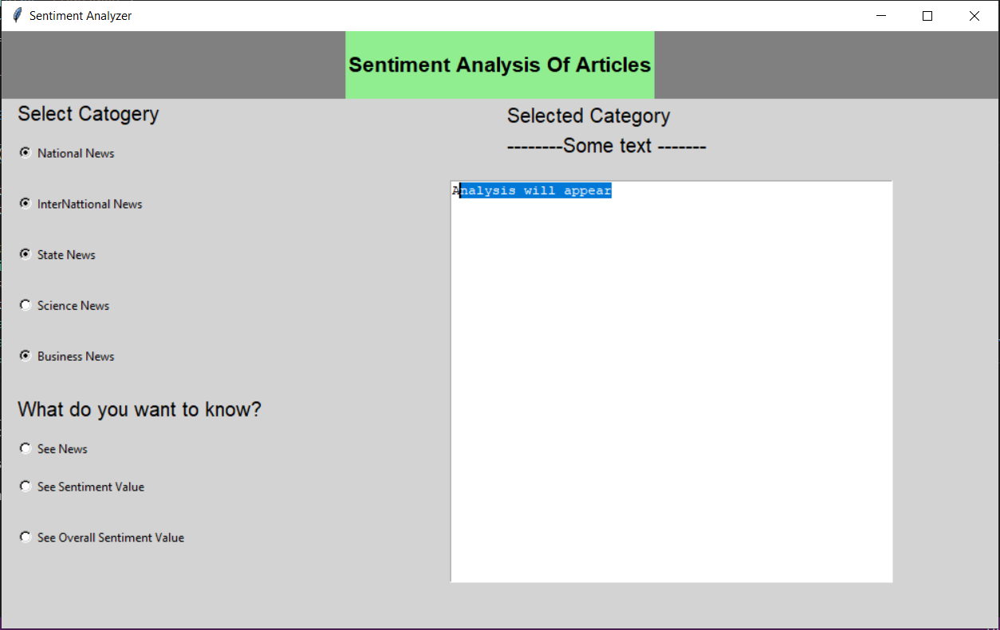 Sentiment Analyzer
Sentiment Analysis Of Articles
Select Catogery
National News
InterNattional News
State News
Science News
Business News
What do you want to know?
See News
See Sentiment Value
See Overall Sentiment Value
Selected Category
--------Some text -------
Analysis will appear